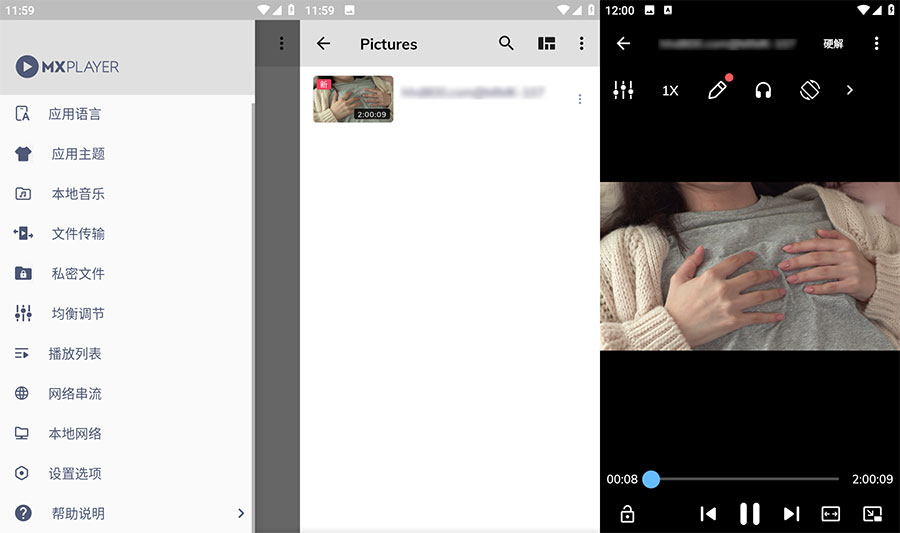 11:59
MXPLAYER
应用语言
应用主题
本地音乐
文件传输
私密文件
均衡调节
播放列表
网络串流
本地网络
设置选项
帮助说明
11:59
Pictures
新
2:00:09
12:00
硬解
1X
00:08
2:00:09